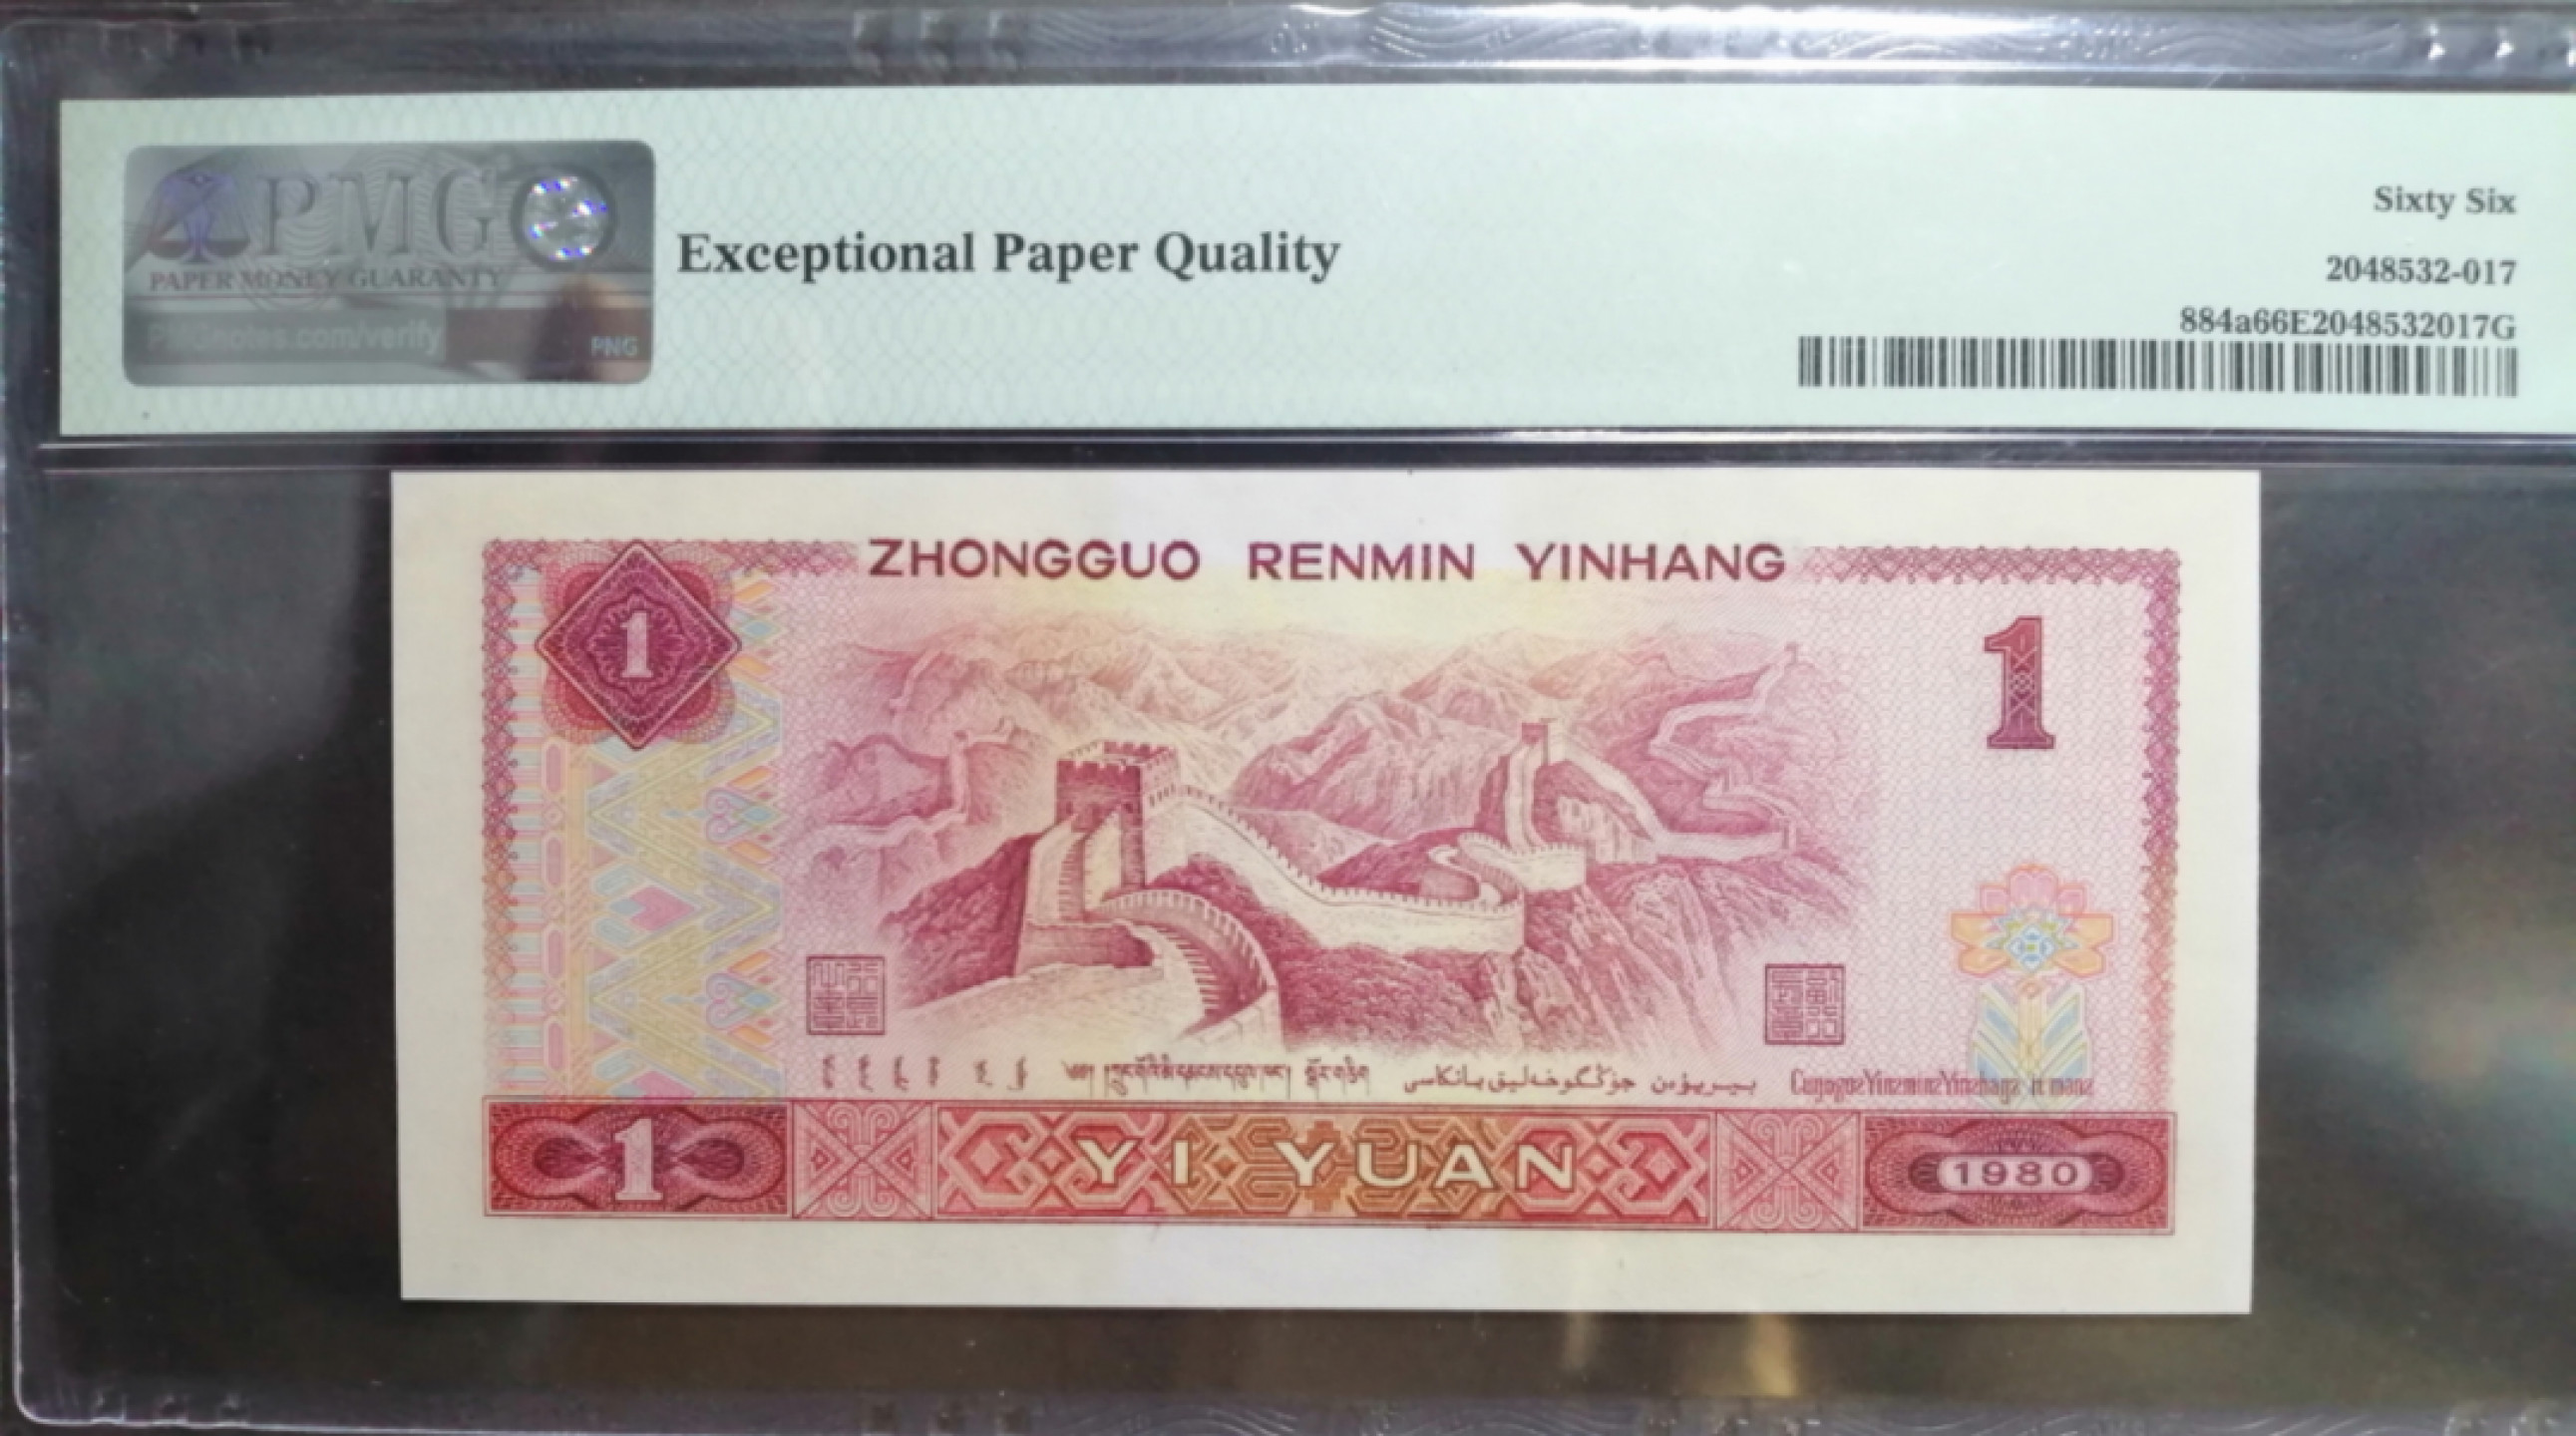 PMG
PAPER MONEY GUARANTY
PMGnotes.com/verify
PNG
Exceptional Paper Quality
Sixty Six
2048532-017
884a66E2048532017G
ZHONGGUO RENMIN YINHANG
1
1
1
YI YUAN
1980